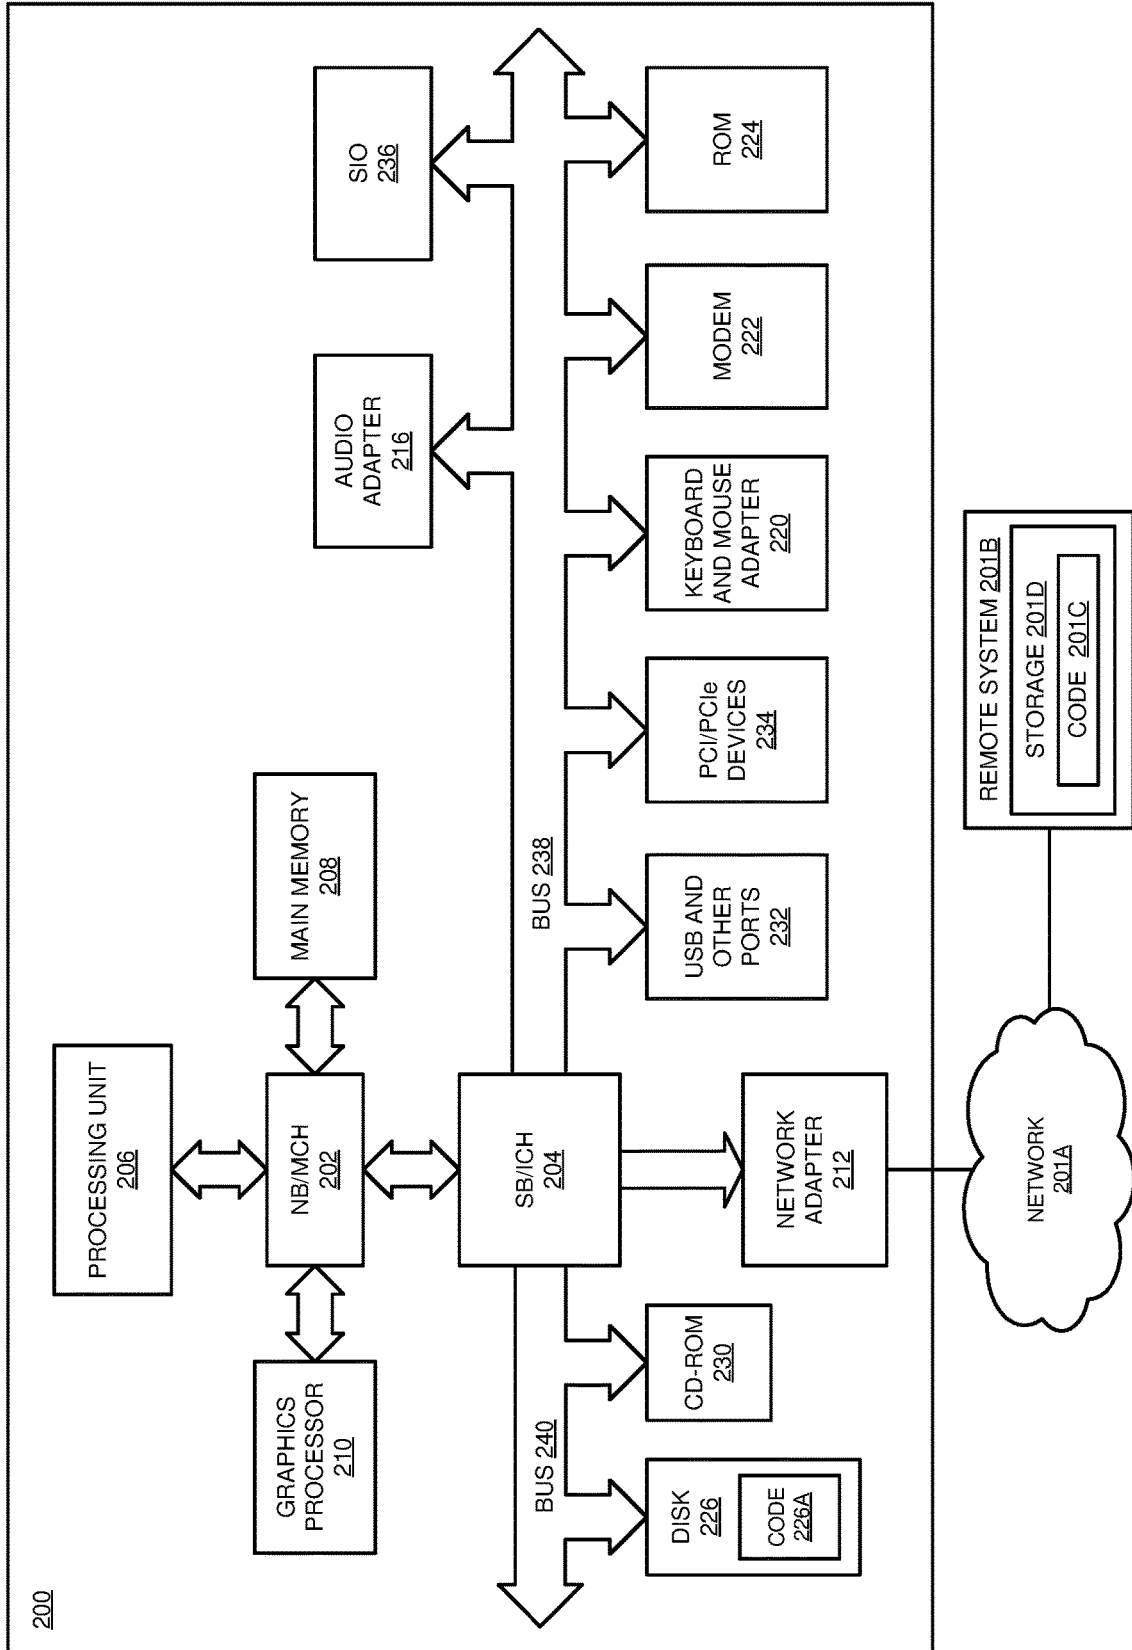 200
PROCESSING UNIT
206
GRAPHICS
PROCESSOR
210
NB/MCH
202
MAIN MEMORY
208
AUDIO
ADAPTER
216
SIO
236
SB/ICH
204
BUS 240
BUS 238
DISK
226
CODE
226A
CD-ROM
230
NETWORK
ADAPTER
212
USB AND
OTHER
PORTS
232
PCI/PCIe
DEVICES
234
KEYBOARD
AND MOUSE
ADAPTER
220
MODEM
222
ROM
224
NETWORK
201A
REMOTE SYSTEM 201B
STORAGE 201D
CODE 201C